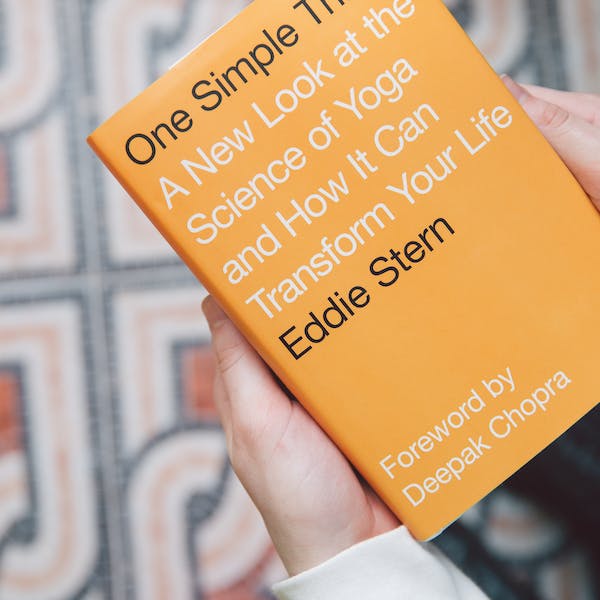 One Simple
A New Look at the
Science of Yoga
and How It Can
Transform Your Life
Eddie Stern
Foreword by
Deepak Chopra